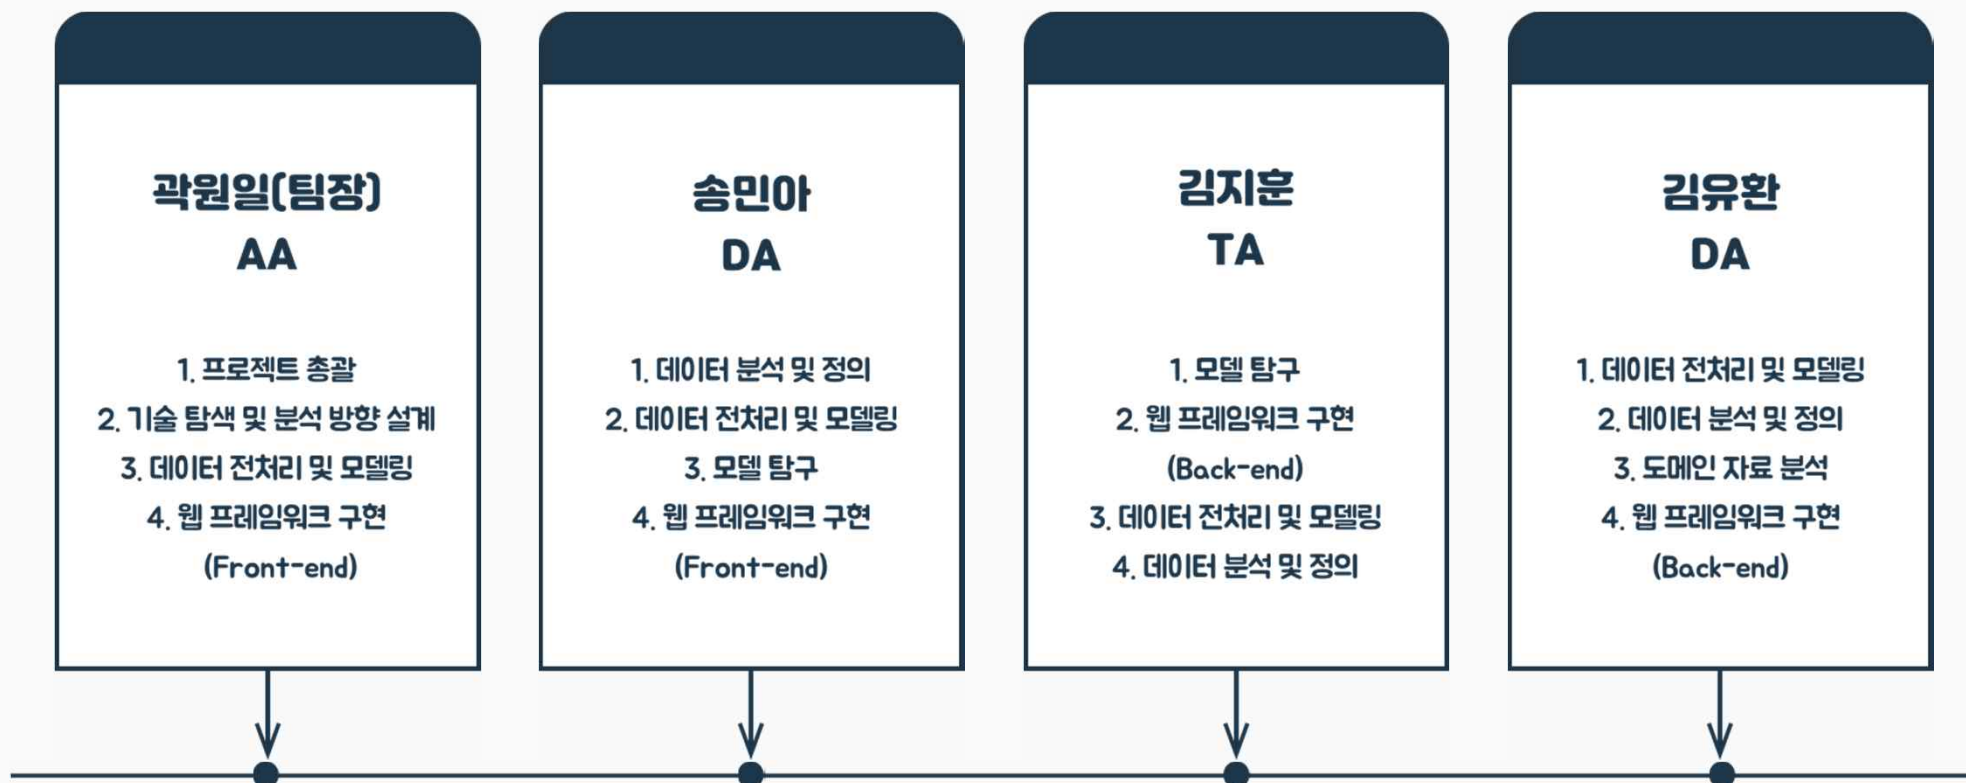 곽원일(팀장)
AA
1. 프로젝트 총괄
2. 기술 탐색 및 분석 방향 설계
3. 데이터 전처리 및 모델링
4. 웹 프레임워크 구현
(Front-end)
송민아
DA
1. 데이터 분석 및 정의
2. 데이터 전처리 및 모델링
3. 모델 탐구
4. 웹 프레임워크 구현
(Front-end)
김지훈
TA
1. 모델 탐구
2. 웹 프레임워크 구현
(Back-end)
3. 데이터 전처리 및 모델링
4. 데이터 분석 및 정의
김유환
DA
1. 데이터 전처리 및 모델링
2. 데이터 분석 및 정의
3. 도메인 자료 분석
4. 웹 프레임워크 구현
(Back-end)